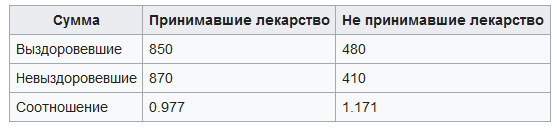 Сумма Принимавшие лекарство Не принимавшие лекарство
Выздоровевшие 850 480
Невыздоровевшие 870 410
Соотношение 0.977 1.171